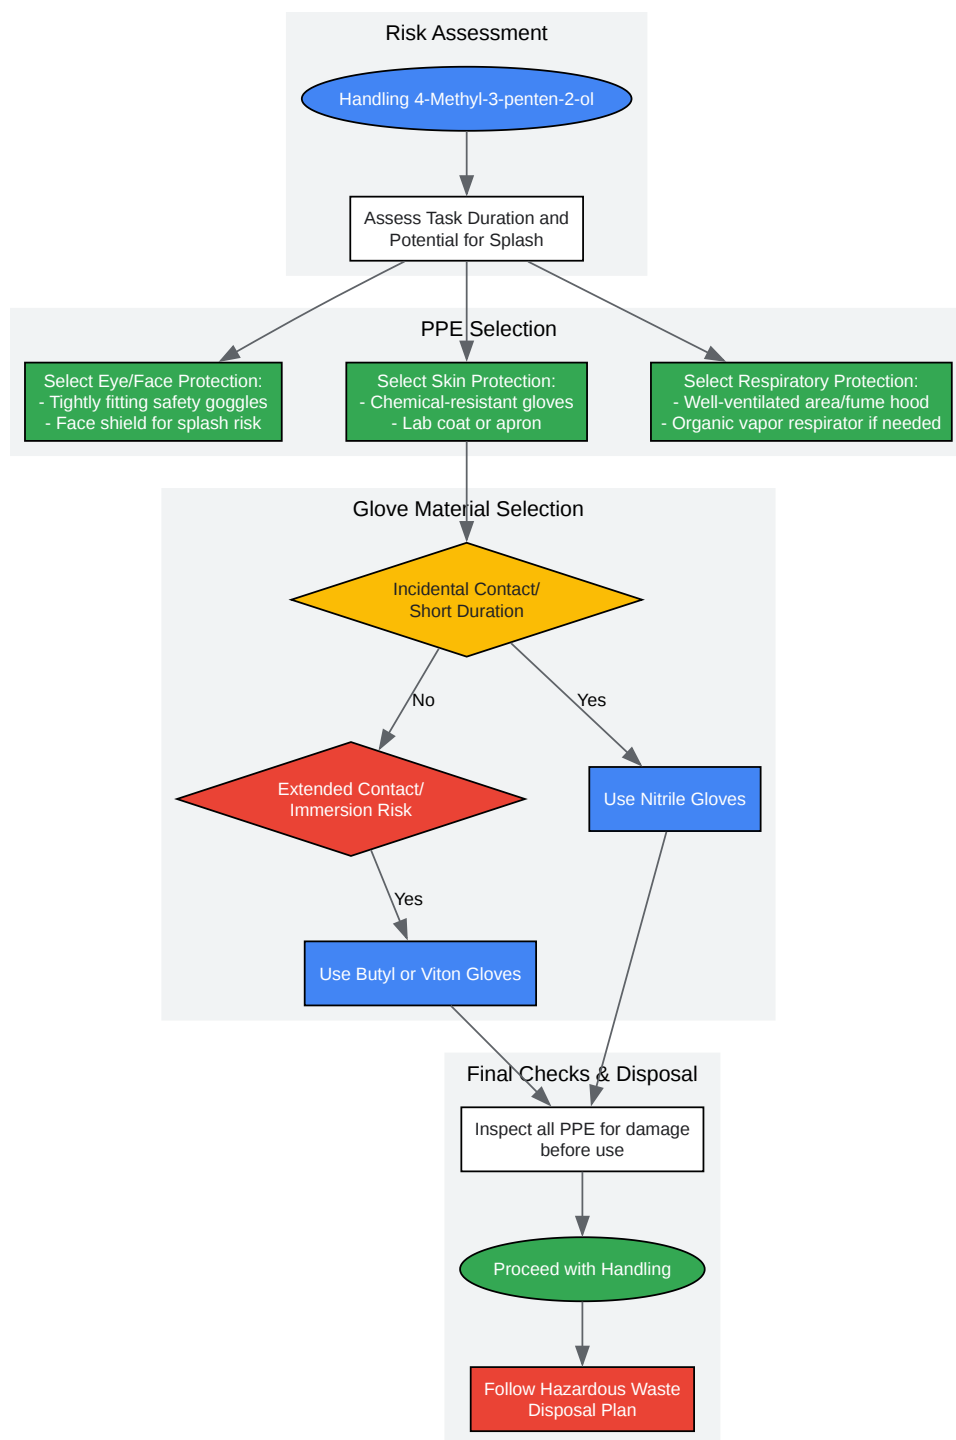 Risk Assessment
Handling 4-Methyl-3-penten-2-ol
Assess Task Duration and
Potential for Splash
PPE Selection
Select Eye/Face Protection:
- Tightly fitting safety goggles
- Face shield for splash risk
Select Skin Protection:
- Chemical-resistant gloves
- Lab coat or apron
Select Respiratory Protection:
- Well-ventilated area/fume hood
- Organic vapor respirator if needed
Glove Material Selection
Incidental Contact/
Short Duration
No
Yes
Extended Contact/
Immersion Risk
Use Nitrile Gloves
Yes
Use Butyl or Viton Gloves
Final Checks & Disposal
Inspect all PPE for damage
before use
Proceed with Handling
Follow Hazardous Waste
Disposal Plan